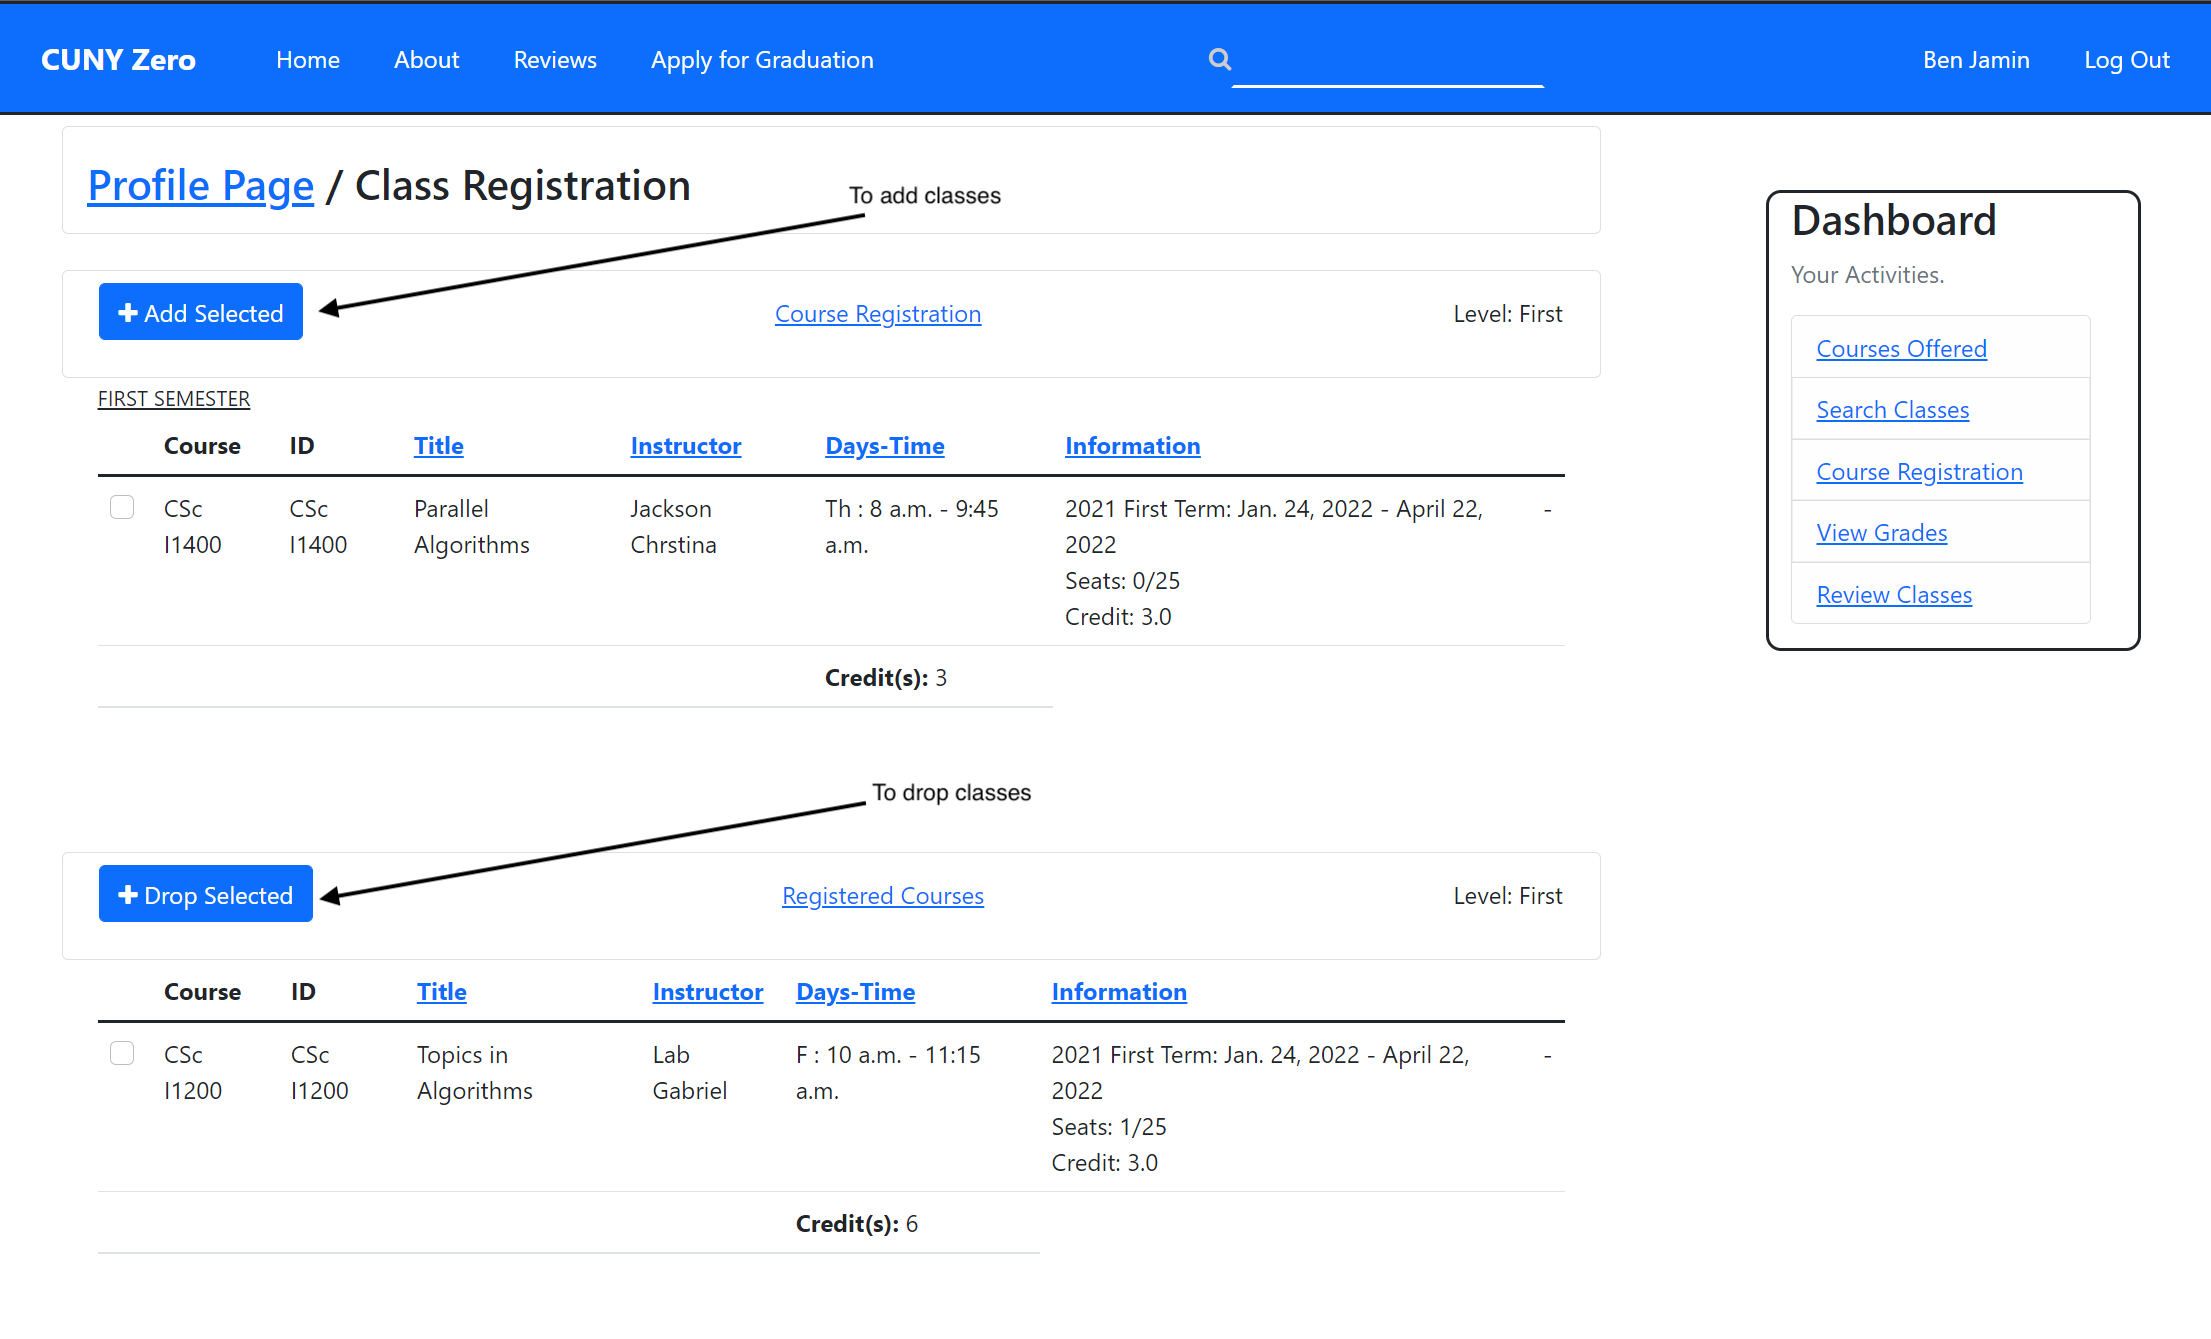 CUNY Zero Home About Reviews Apply for Graduation Ben Jamin Log Out
Profile Page / Class Registration
To add classes
+ Add Selected Course Registration Level: First
FIRST SEMESTER
Course ID Title Instructor Days-Time Information
CSc CSc Parallel Jackson Th : 8 a.m. - 9:45 2021 First Term: Jan. 24, 2022 - April 22, -
I1400 I1400 Algorithms Chrstina a.m. 2022
Seats: 0/25
Credit: 3.0
Credit(s): 3
To drop classes
+ Drop Selected Registered Courses Level: First
Course ID Title Instructor Days-Time Information
CSc CSc Topics in Lab F : 10 a.m. - 11:15 2021 First Term: Jan. 24, 2022 - April 22, -
I1200 I1200 Algorithms Gabriel a.m. 2022
Seats: 1/25
Credit: 3.0
Credit(s): 6
Dashboard
Your Activities.
Courses Offered
Search Classes
Course Registration
View Grades
Review Classes